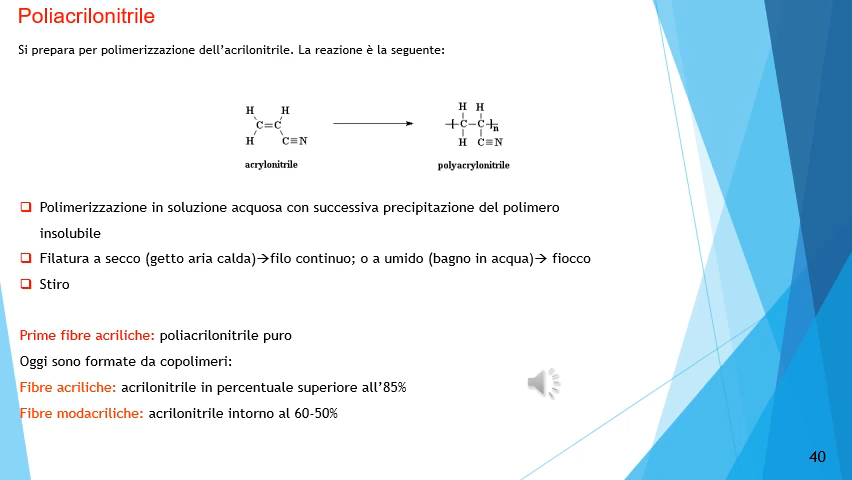 Poliacrilonitrile
Si prepara per polimerizzazione dell'acrilonitrile. La reazione è la seguente:
H H
C=C
H C≡N
acrylonitrile
H H
C–C n
H C≡N
polyacrylonitrile
Polimerizzazione in soluzione acquosa con successiva precipitazione del polimero
insolubile
Filatura a secco (getto aria calda)→filo continuo; o a umido (bagno in acqua)→ fiocco
Stiro
Prime fibre acriliche: poliacrilonitrile puro
Oggi sono formate da copolimeri:
Fibre acriliche: acrilonitrile in percentuale superiore all'85%
Fibre modacriliche: acrilonitrile intorno al 60-50%
40